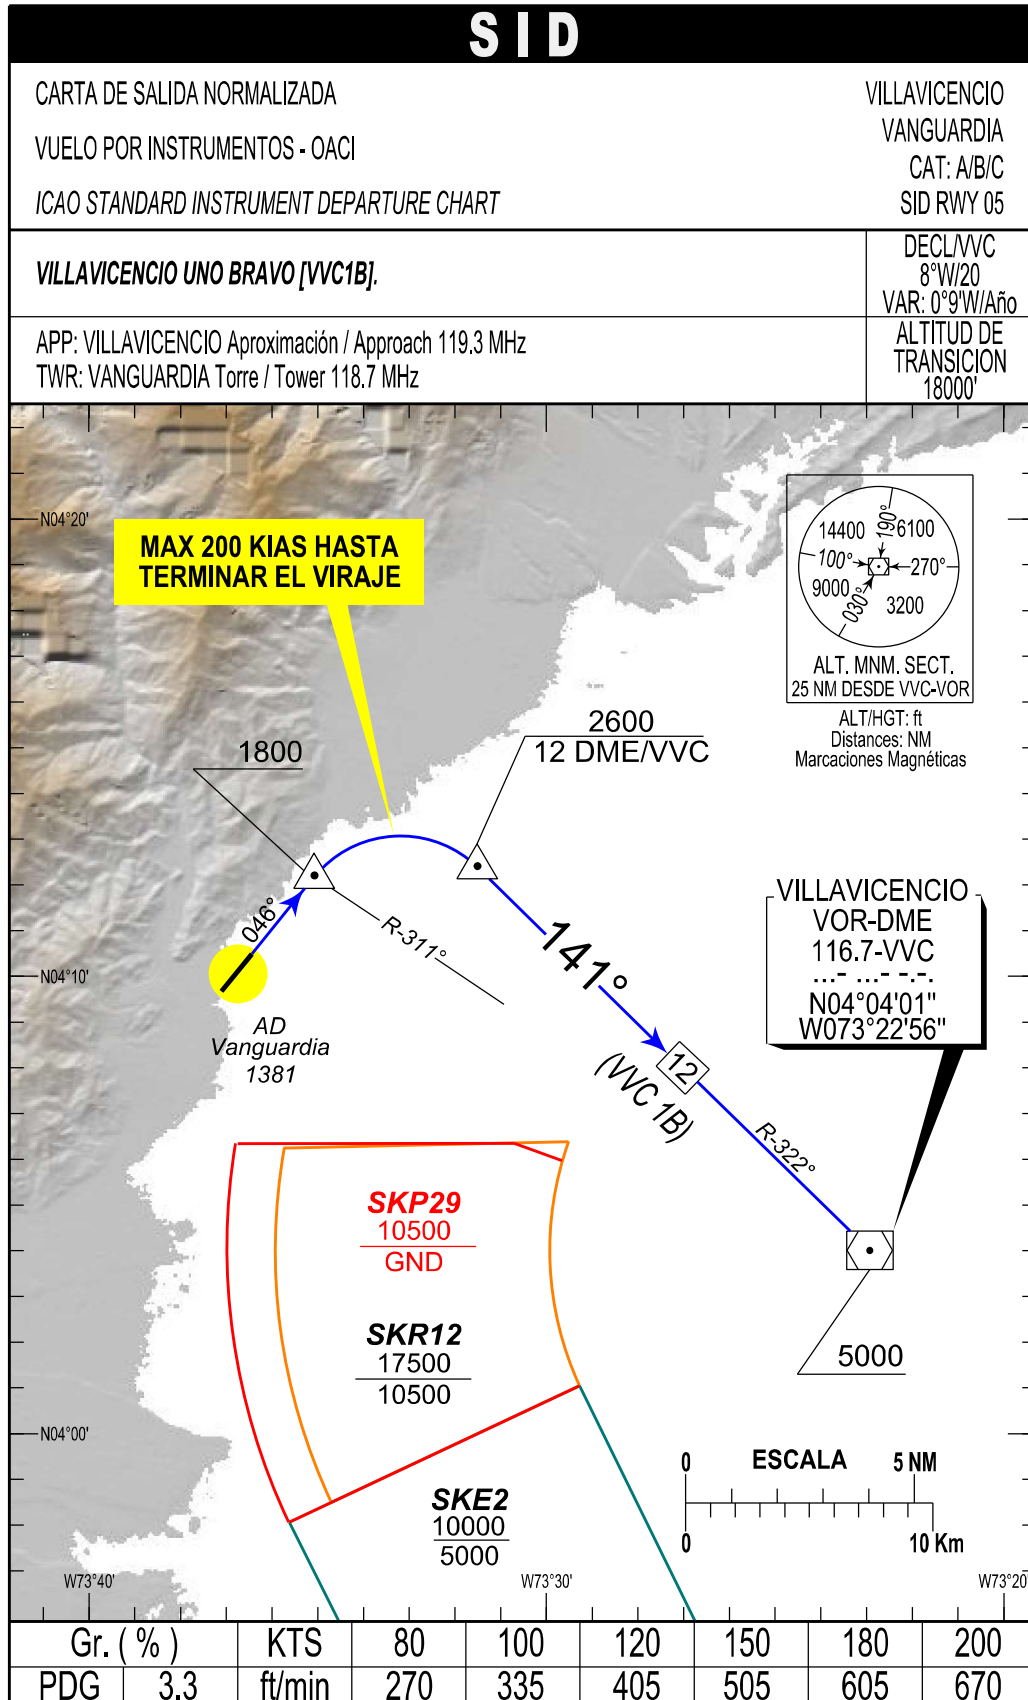 SID
CARTA DE SALIDA NORMALIZADA
VUELO POR INSTRUMENTOS - OACI
ICAO STANDARD INSTRUMENT DEPARTURE CHART
VILLAVICENCIO
VANGUARDIA
CAT: A/B/C
SID RWY 05
VILLAVICENCIO UNO BRAVO [VVC1B].
DECL/VVC
8°W/20
VAR: 0°9'W/Año
APP: VILLAVICENCIO Aproximación / Approach 119.3 MHz
TWR: VANGUARDIA Torre / Tower 118.7 MHz
ALTITUD DE
TRANSICION
18000'
N04°20'
MAX 200 KIAS HASTA
TERMINAR EL VIRAJE
14400
190°
6100
100°
270°
9000
030°
3200
ALT. MNM. SECT.
25 NM DESDE VVC-VOR
ALT/HGT: ft
Distances: NM
Marcaciones Magnéticas
1800
2600
12 DME/VVC
046°
R-311°
141°
VILLAVICENCIO
VOR-DME
116.7-VVC
...- ...- -.-.
N04°04'01"
W073°22'56"
N04°10'
AD
Vanguardia
1381
12
(VVC 1B)
R-322°
SKP29
10500
GND
SKR12
17500
10500
5000
N04°00'
SKE2
10000
5000
0 ESCALA 5 NM
0 10 Km
W73°40' W73°30' W73°20'
Gr. ( % ) KTS 80 100 120 150 180 200
PDG 3.3 ft/min 270 335 405 505 605 670